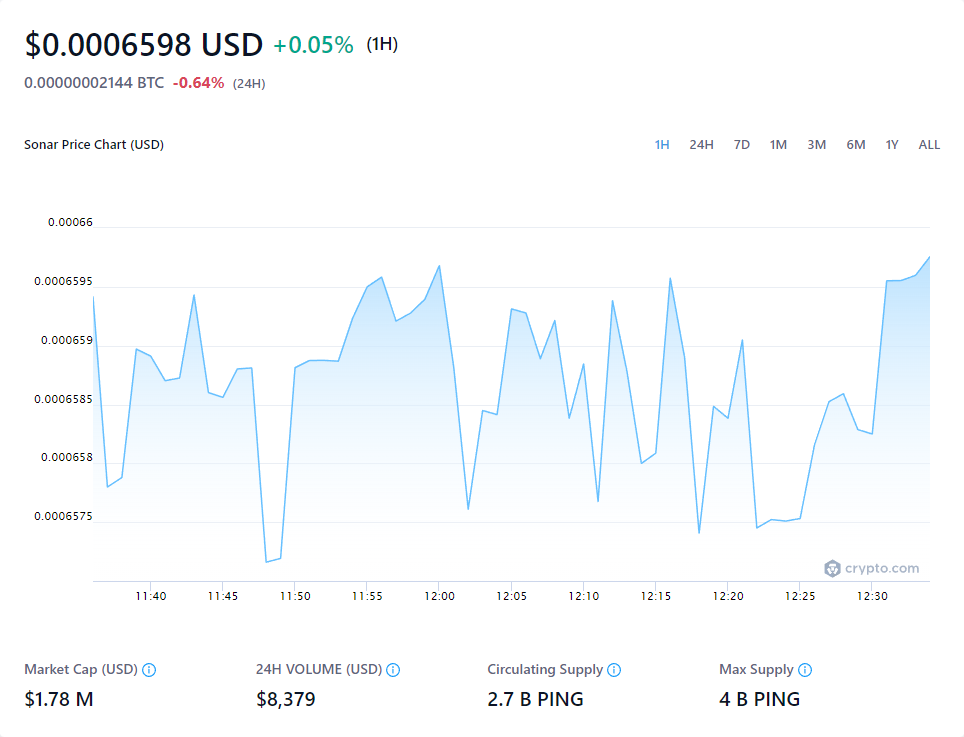 $0.0006598 USD +0.05% (1H)
0.00000002144 BTC -0.64% (24H)
Sonar Price Chart (USD) 1H 24H 7D 1M 3M 6M 1Y ALL
0.00066
0.0006595
0.000659
0.0006585
0.000658
0.0006575
crypto.com
11:40 11:45 11:50 11:55 12:00 12:05 12:10 12:15 12:20 12:25 12:30
Market Cap (USD) 24H VOLUME (USD) Circulating Supply Max Supply
$1.78 M $8,379 2.7 B PING 4 B PING